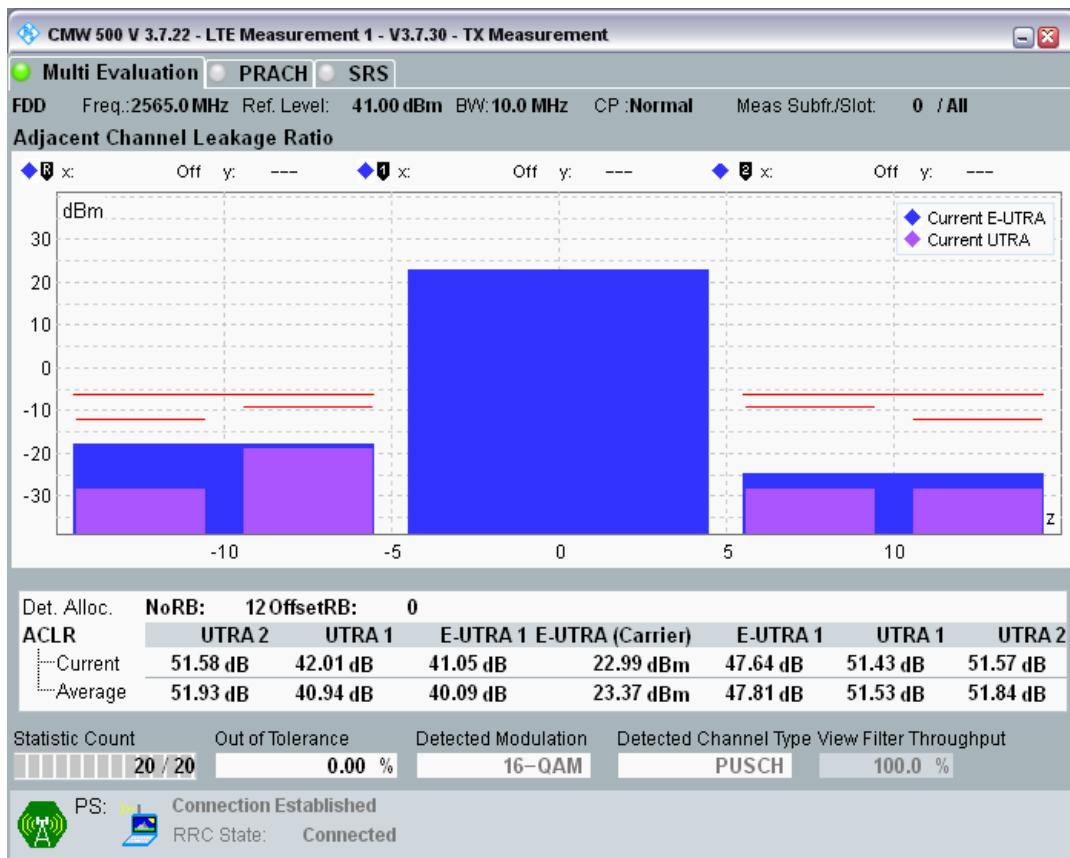 CMW 500 V 3.7.22 - LTE Measurement 1 - V3.7.30 - TX Measurement
Multi Evaluation PRACH SRS
FDD Freq.:2565.0 MHz Ref. Level: 41.00 dBm BW:10.0 MHz CP :Normal Meas Subfr./Slot: 0 / All
Adjacent Channel Leakage Ratio
R x: Off y: --- 1 x: Off y: --- 2 x: Off y: ---
dBm
Current E-UTRA
Current UTRA
30
20
10
0
-10
-20
-30
z
-10 -5 0 5 10
Det. Alloc. NoRB: 12 OffsetRB: 0
ACLR UTRA 2 UTRA 1 E-UTRA 1 E-UTRA (Carrier) E-UTRA 1 UTRA 1 UTRA 2
Current 51.58 dB 42.01 dB 41.05 dB 22.99 dBm 47.64 dB 51.43 dB 51.57 dB
Average 51.93 dB 40.94 dB 40.09 dB 23.37 dBm 47.81 dB 51.53 dB 51.84 dB
Statistic Count Out of Tolerance Detected Modulation Detected Channel Type View Filter Throughput
20 / 20 0.00 % 16-QAM PUSCH 100.0 %
PS: Connection Established
RRC State: Connected